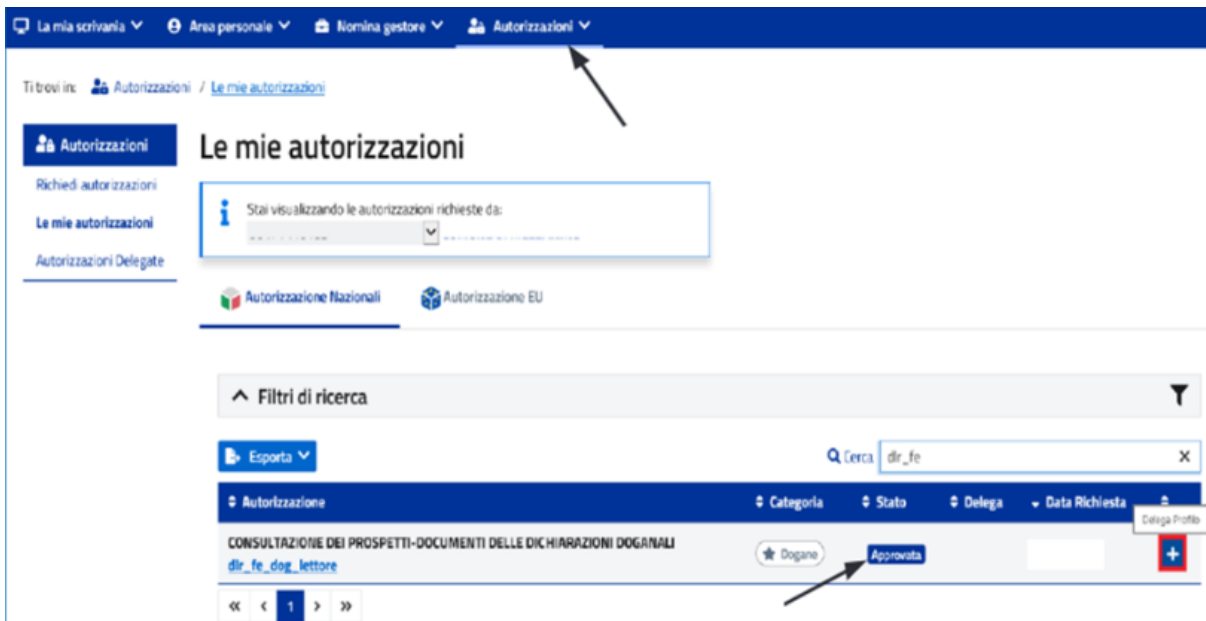 La mia scrivania Area personale Nomina gestore Autorizzazioni
Ti trovi in: Autorizzazioni / Le mie autorizzazioni
Autorizzazioni
Richiedi autorizzazioni
Le mie autorizzazioni
Autorizzazioni Delegate
Le mie autorizzazioni
Stai visualizzando le autorizzazioni richieste da:
Autorizzazione Nazionali Autorizzazione EU
Filtri di ricerca
Esporta Cerca dlr_fe X
Autorizzazione Categoria Stato Delega Data Richiesta
Delega Profilo
CONSULTAZIONE DEI PROSPETTI-DOCUMENTI DELLE DICHIARAZIONI DOGANALI
dlr_fe_dog_lettore
Dogane Approvata +
« < 1 > »